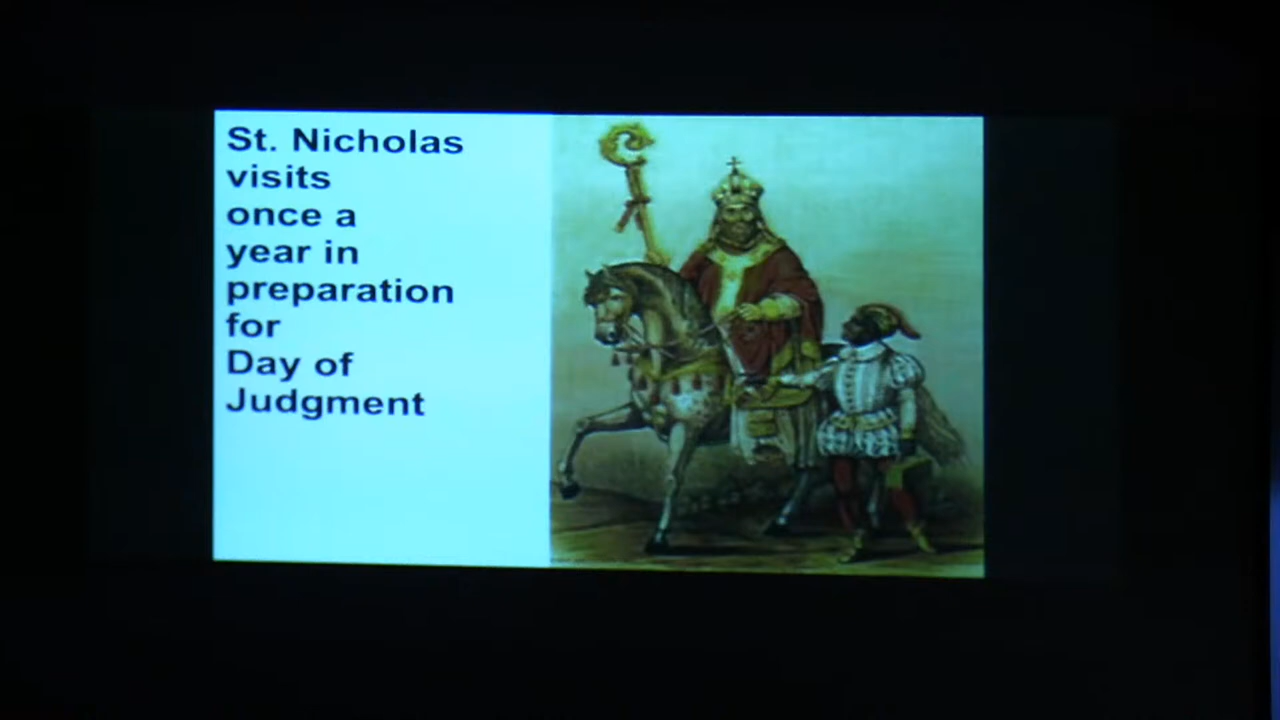 St. Nicholas
visits
once a
year in
preparation
for
Day of
Judgment